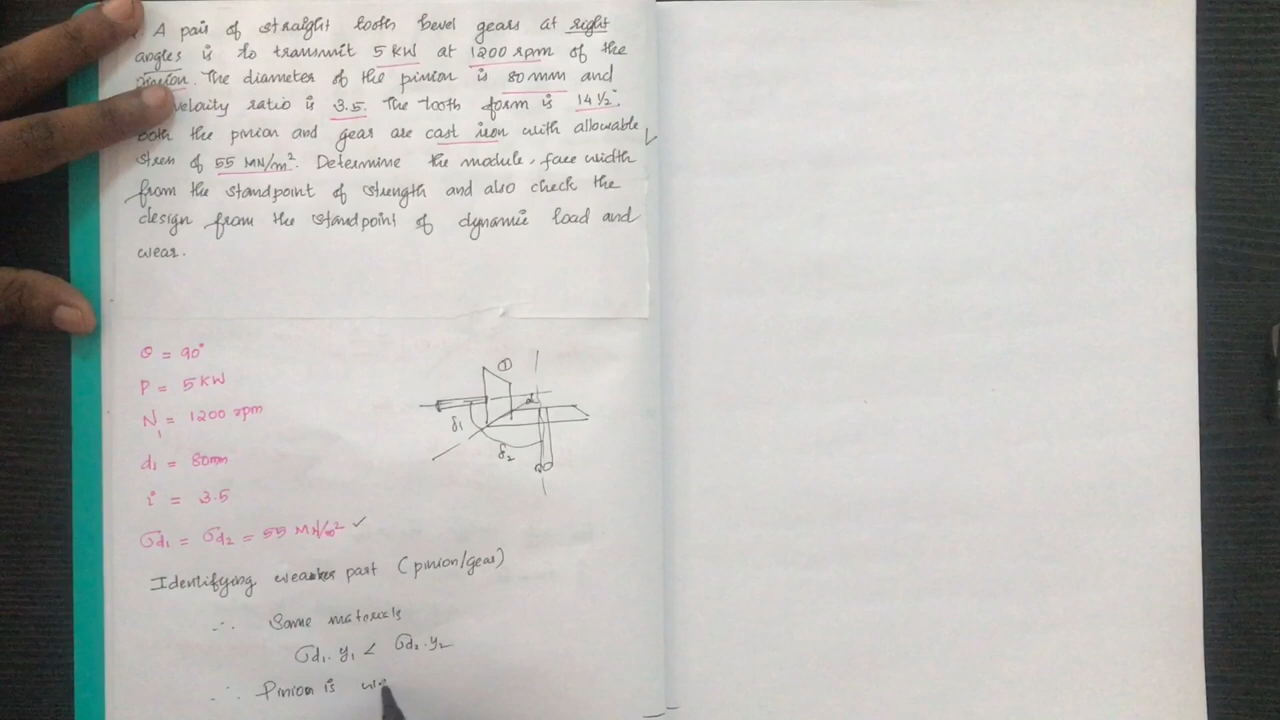 A pair of straight tooth bevel gears at right
angles is to transmit 5 KW at 1200 rpm of the
pinion. The diameter of the pinion is 80 mm and
velocity ratio is 3.5. The tooth form is 14 ½°.
both the pinion and gear are cast iron with allowable
stress of 55 MN/m². Determine the module, face width
from the standpoint of strength and also check the
design from the standpoint of dynamic load and
wear.
θ = 90°
P = 5 KW
N₁ = 1200 rpm
d₁ = 80mm
i = 3.5
σd₁ = σd₂ = 55 MN/m² ✓
①
δ₁
δ₂
Identifying weaker part (pinion/gear)
∴ Same materials
σd₁. y₁ < σd₂. y₂
∴ Pinion is